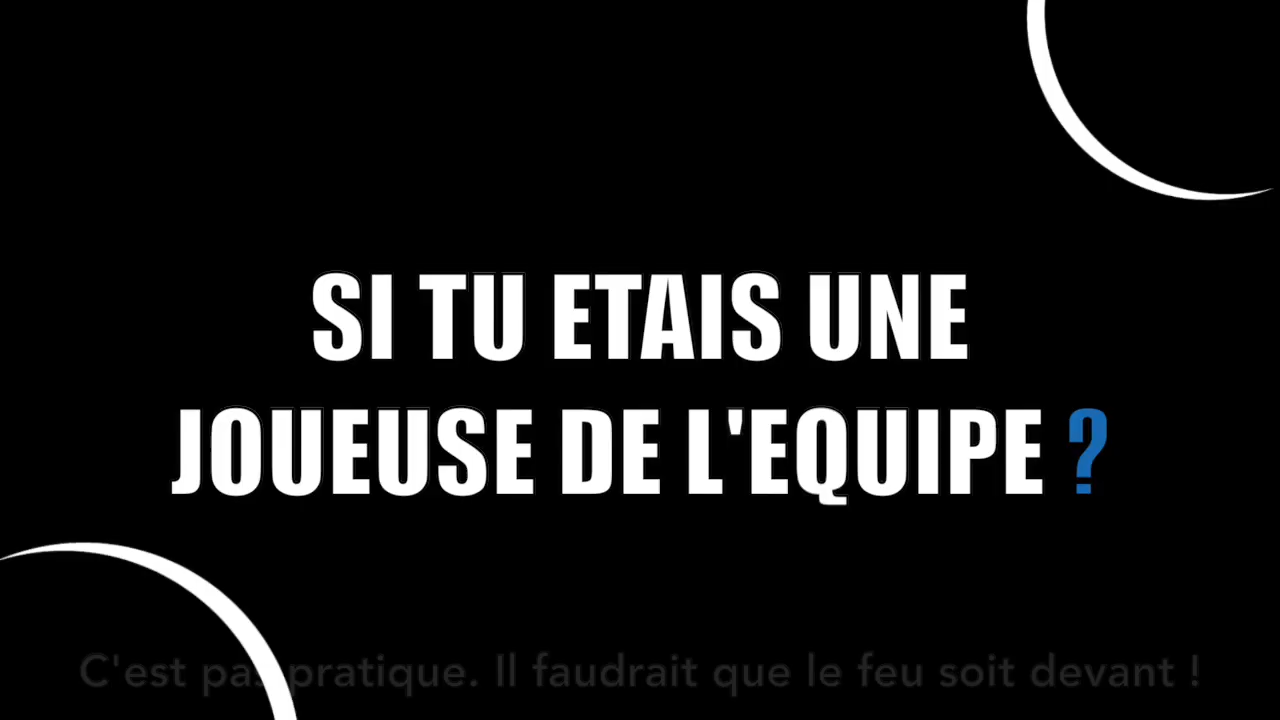 SI TU ETAIS UNE
JOUEUSE DE L'EQUIPE ?
C'est pas pratique. Il faudrait que le feu soit devant !